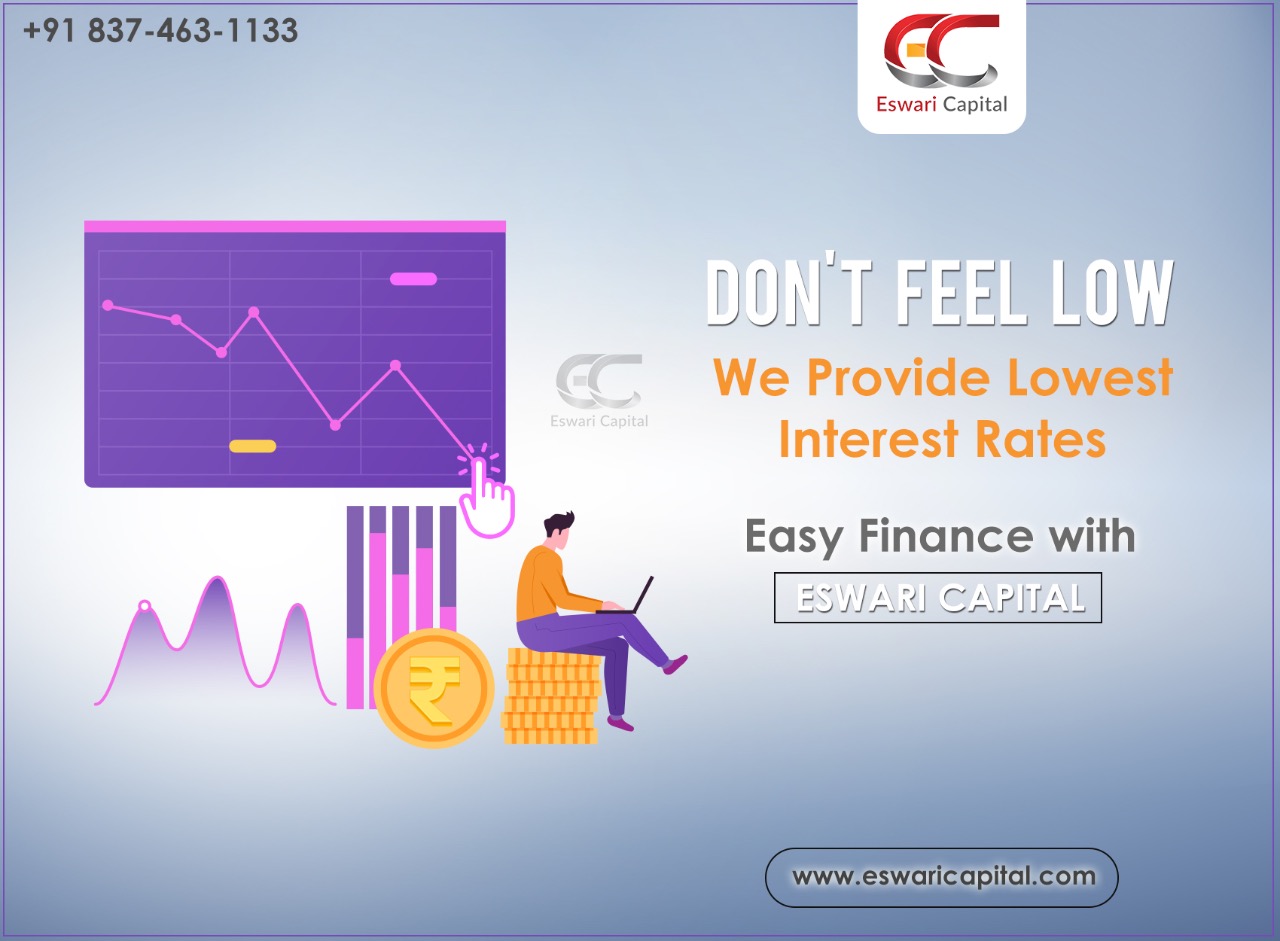 +91 837-463-1133
Eswari Capital
DON'T FEEL LOW
We Provide Lowest
Interest Rates
Eswari Capital
Easy Finance with
ESWARI CAPITAL
₹
www.eswaricapital.com